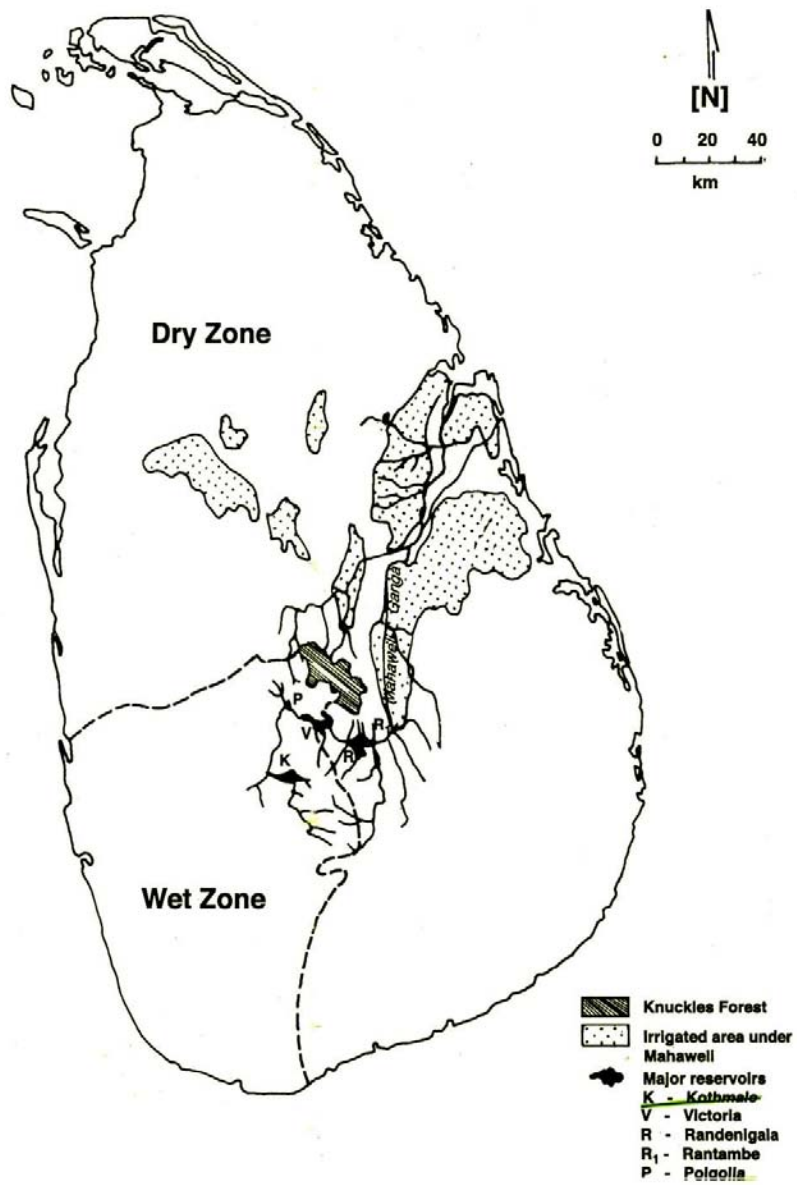 [N]
0 20 40
km
Dry Zone
Mahaweli Ganga
P
V
R₁
R
K
Wet Zone
Knuckles Forest
Irrigated area under
Mahaweli
Major reservoirs
K - Kothmale
V - Victoria
R - Randenigala
R₁ - Rantambe
P - Polgolla